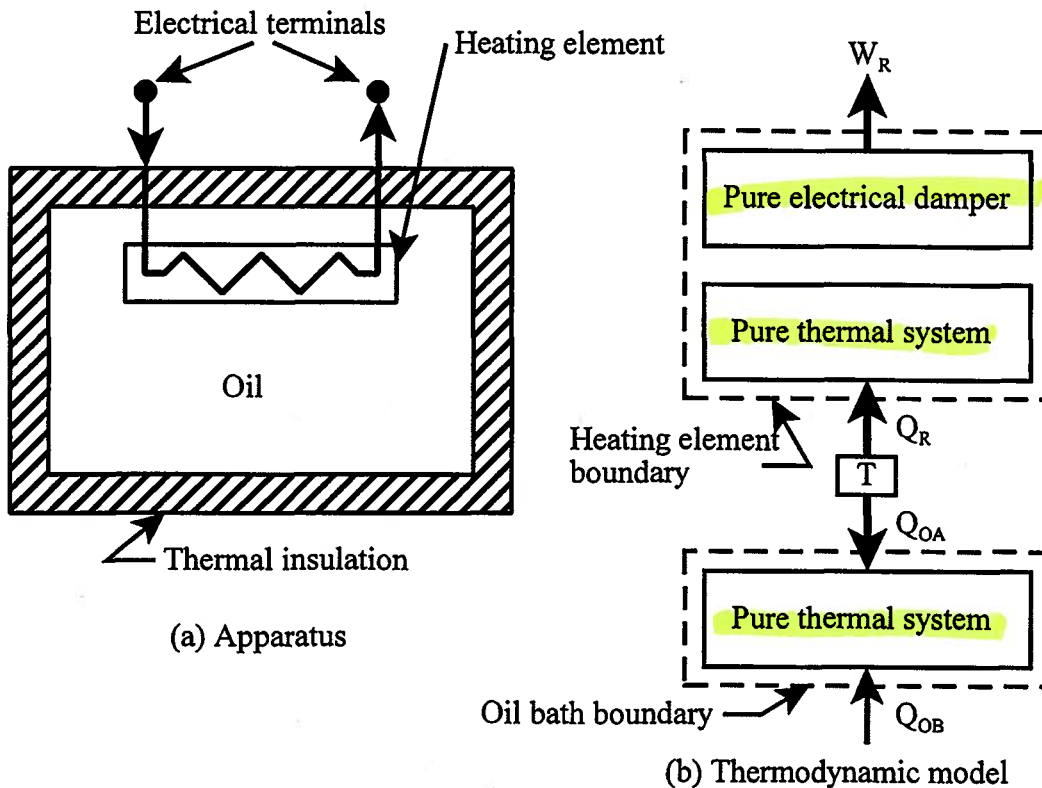 Electrical terminals
Heating element
Oil
Thermal insulation
(a) Apparatus
W_R
Pure electrical damper
Pure thermal system
Heating element
boundary
Q_R
T
Q_OA
Pure thermal system
Oil bath boundary
Q_OB
(b) Thermodynamic model